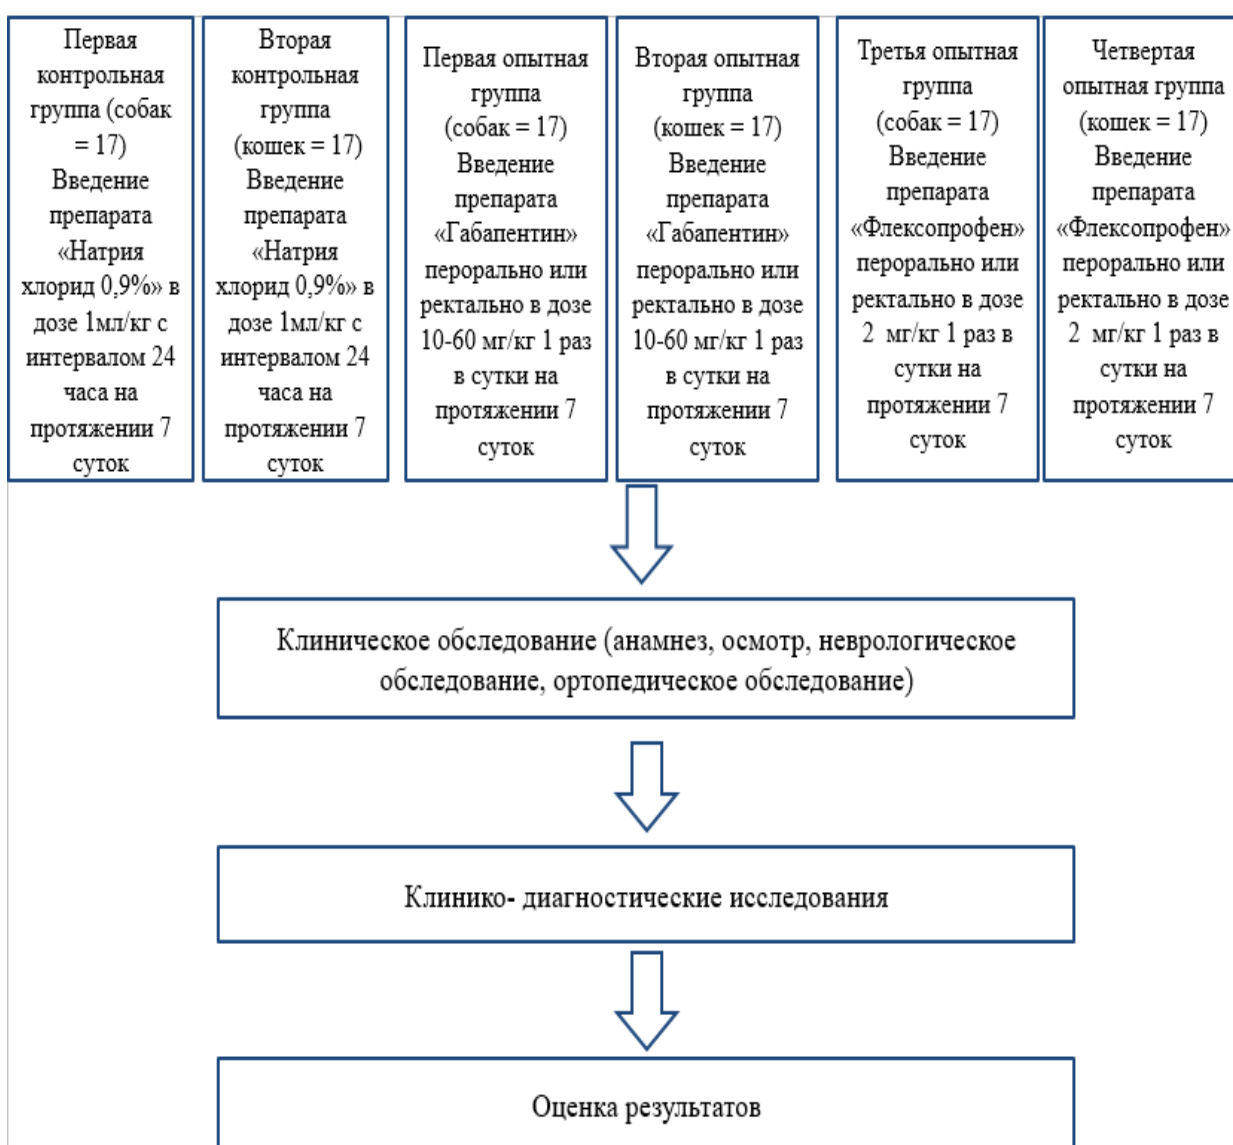 Первая
контрольная
группа (собак
= 17)
Введение
препарата
«Натрия
хлорид 0,9%» в
дозе 1мл/кг с
интервалом 24
часа на
протяжении 7
суток
Вторая
контрольная
группа
(кошек = 17)
Введение
препарата
«Натрия
хлорид 0,9%» в
дозе 1мл/кг с
интервалом 24
часа на
протяжении 7
суток
Первая опытная
группа
(собак = 17)
Введение
препарата
«Габапентин»
перорально или
ректально в дозе
10-60 мг/кг 1 раз
в сутки на
протяжении 7
суток
Вторая опытная
группа
(кошек = 17)
Введение
препарата
«Габапентин»
перорально или
ректально в дозе
10-60 мг/кг 1 раз
в сутки на
протяжении 7
суток
Третья опытная
группа
(собак = 17)
Введение
препарата
«Флексопрофен»
перорально или
ректально в дозе
2 мг/кг 1 раз в
сутки на
протяжении 7
суток
Четвертая
опытная группа
(кошек = 17)
Введение
препарата
«Флексопрофен»
перорально или
ректально в дозе
2 мг/кг 1 раз в
сутки на
протяжении 7
суток
Клиническое обследование (анамнез, осмотр, неврологическое
обследование, ортопедическое обследование)
Клинико- диагностические исследования
Оценка результатов